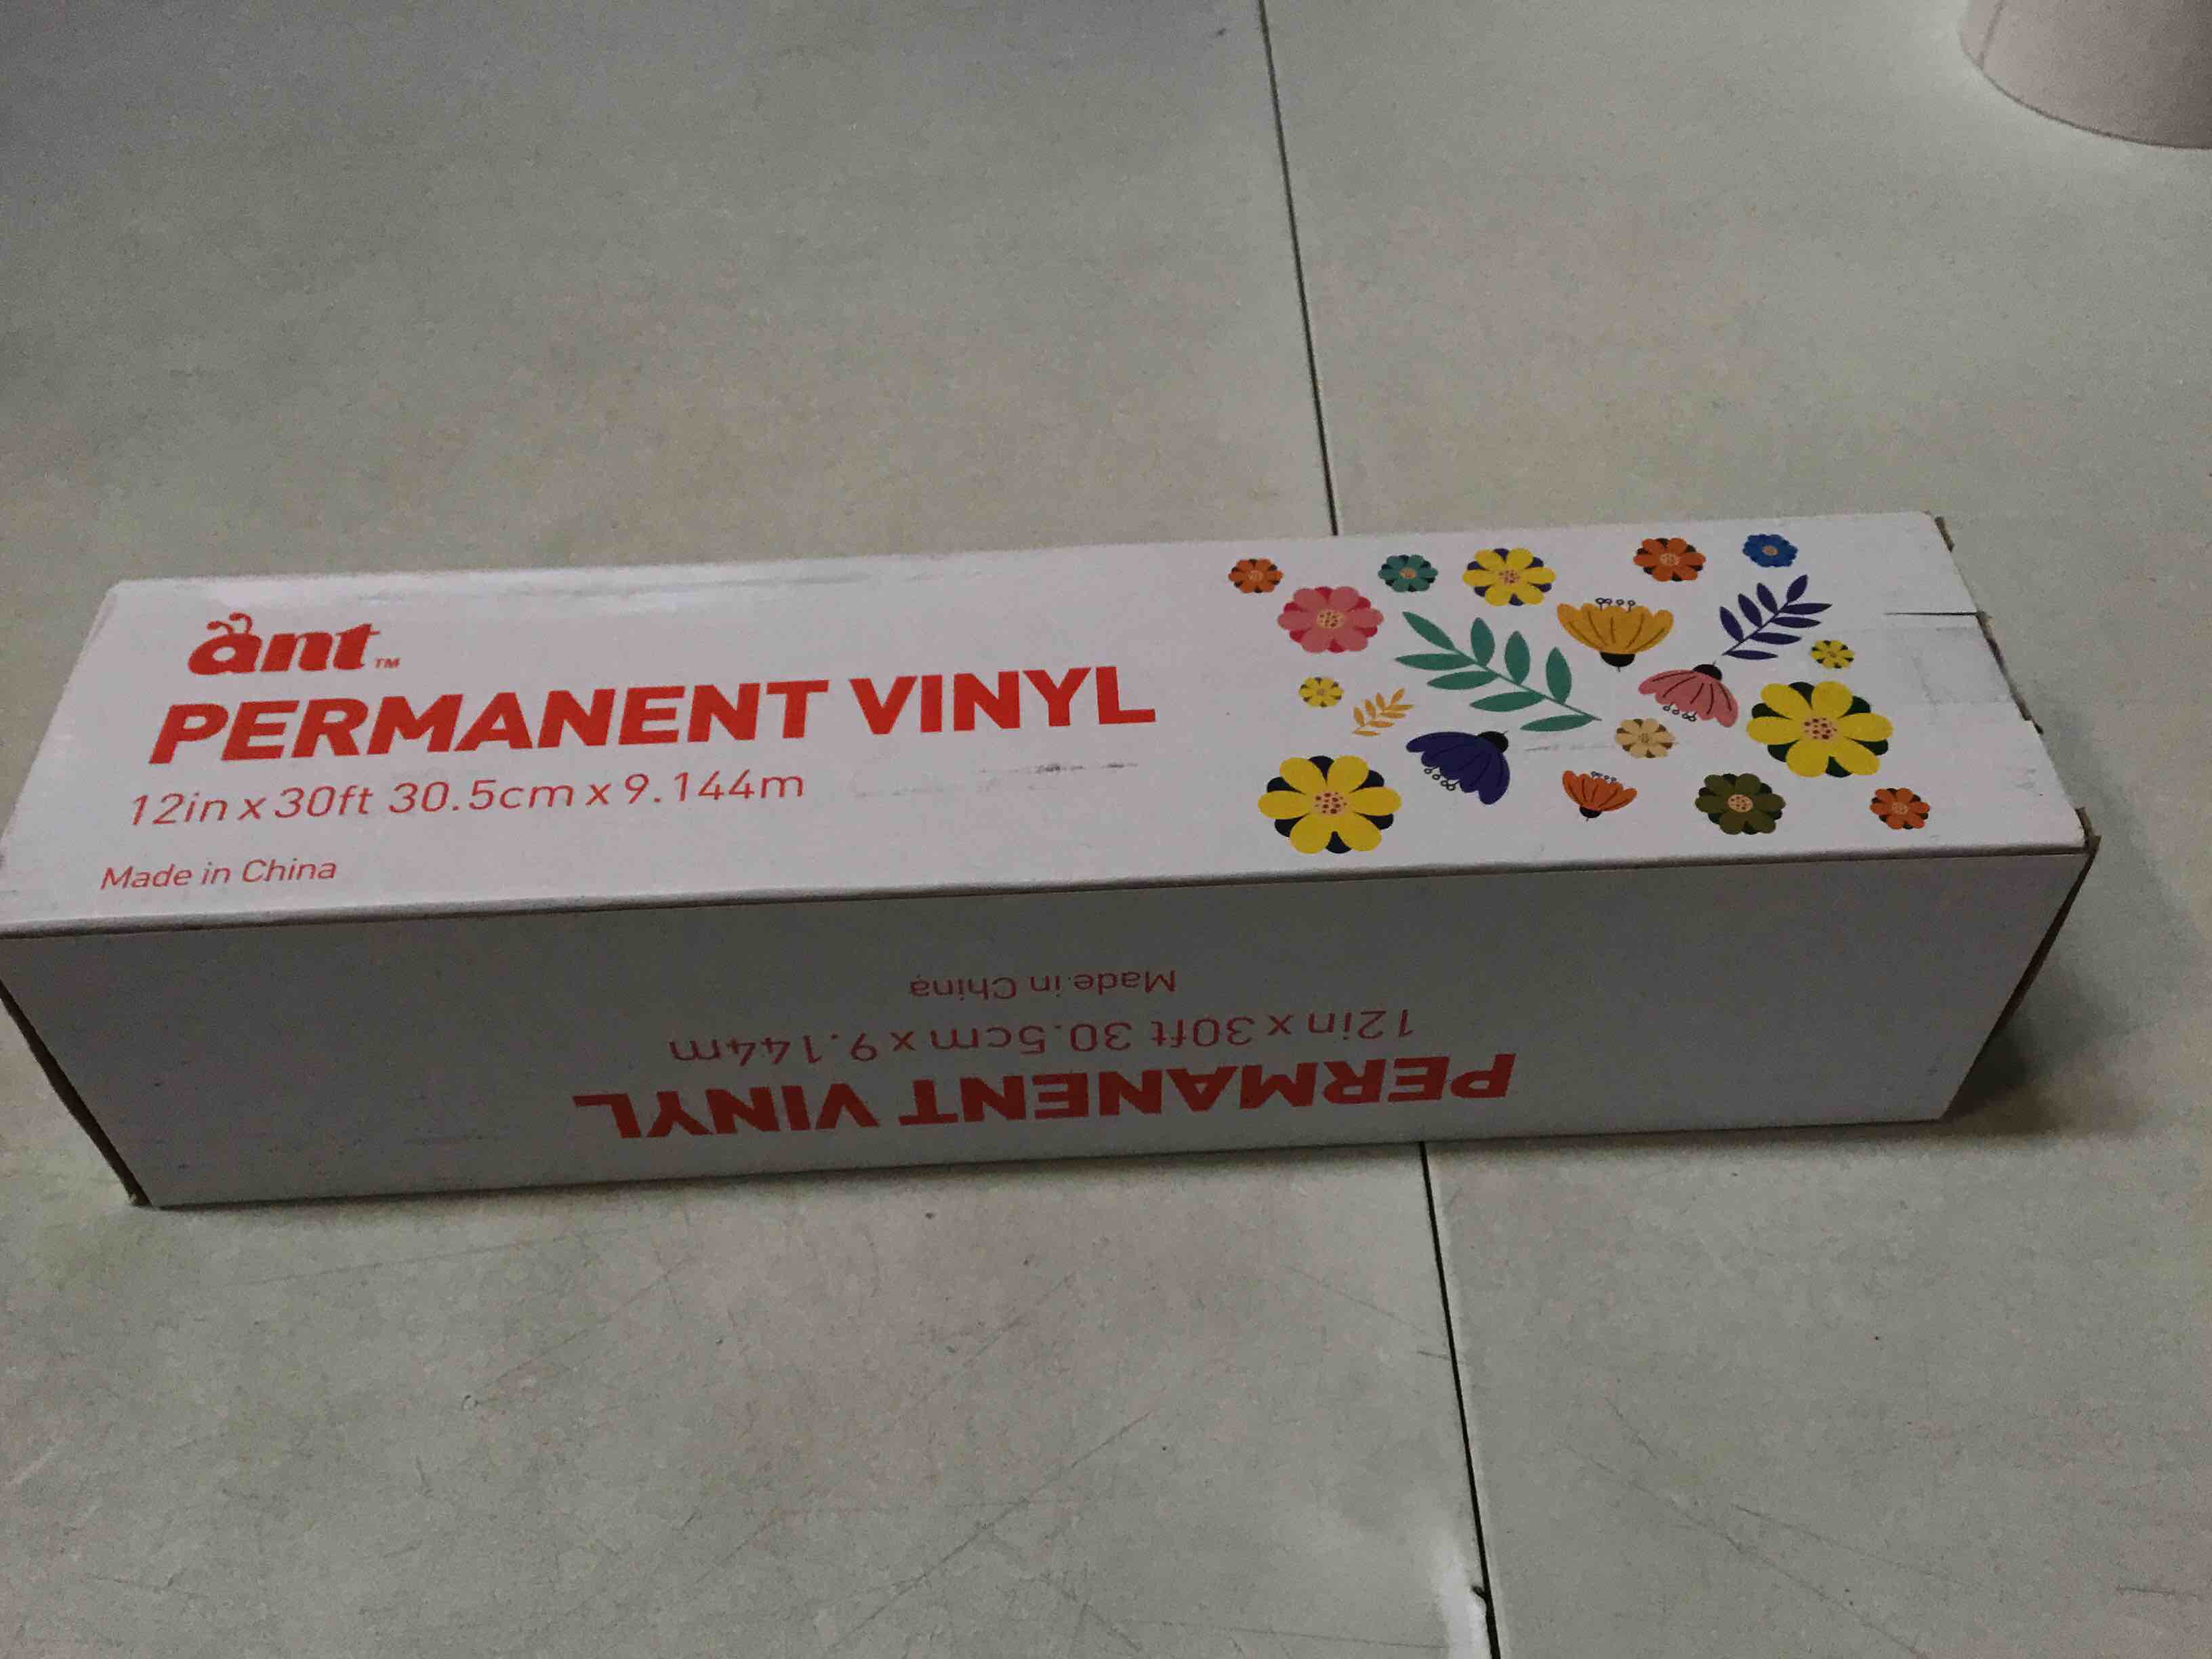 ant™
PERMANENT VINYL
12in x 30ft 30.5cm x 9.144m
Made in China
PERMANENT VINYL
12in x 30ft 30.5cm x 9.144m
Made in China